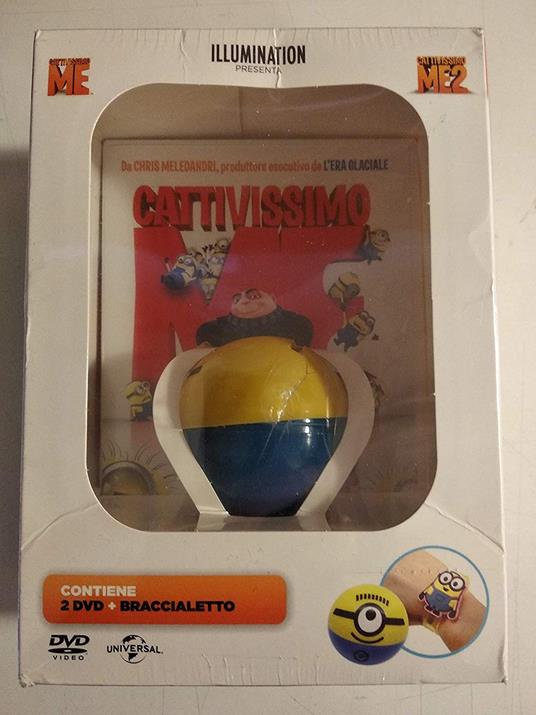 ILLUMINATION
PRESENTA
CATTIVISSIMO
ME
CATTIVISSIMO
ME2
Da CHRIS MELEDANDRI, produttore esecutivo de L'ERA GLACIALE
CATTIVISSIMO
ME
CONTIENE
2 DVD + BRACCIALETTO
DVD
VIDEO
UNIVERSAL